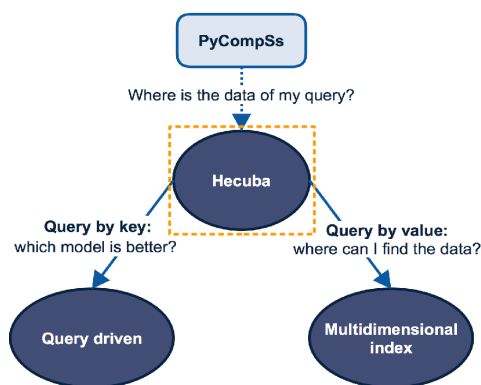 PyCompSs
Where is the data of my query?
Hecuba
Query by key:
which model is better?
Query by value:
where can I find the data?
Query driven
Multidimensional
index